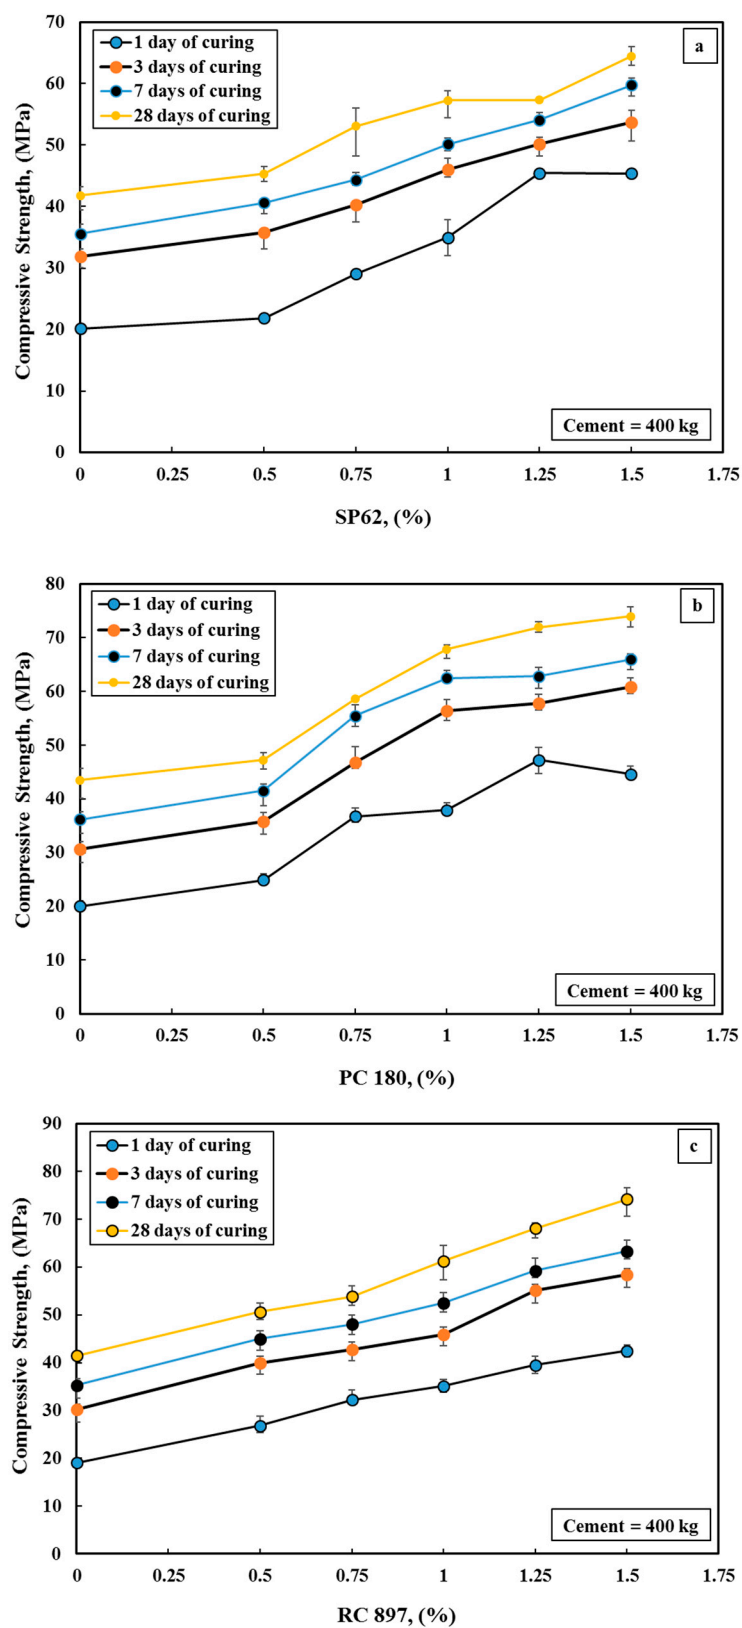 70
60
50
40
30
20
10
0
Compressive Strength, (MPa)
1 day of curing
3 days of curing
7 days of curing
28 days of curing
a
Cement = 400 kg
0 0.25 0.5 0.75 1 1.25 1.5 1.75
SP62, (%)
80
70
60
50
40
30
20
10
0
Compressive Strength, (MPa)
1 day of curing
3 days of curing
7 days of curing
28 days of curing
b
Cement = 400 kg
0 0.25 0.5 0.75 1 1.25 1.5 1.75
PC 180, (%)
90
80
70
60
50
40
30
20
10
0
Compressive Strength, (MPa)
1 day of curing
3 days of curing
7 days of curing
28 days of curing
c
Cement = 400 kg
0 0.25 0.5 0.75 1 1.25 1.5 1.75
RC 897, (%)